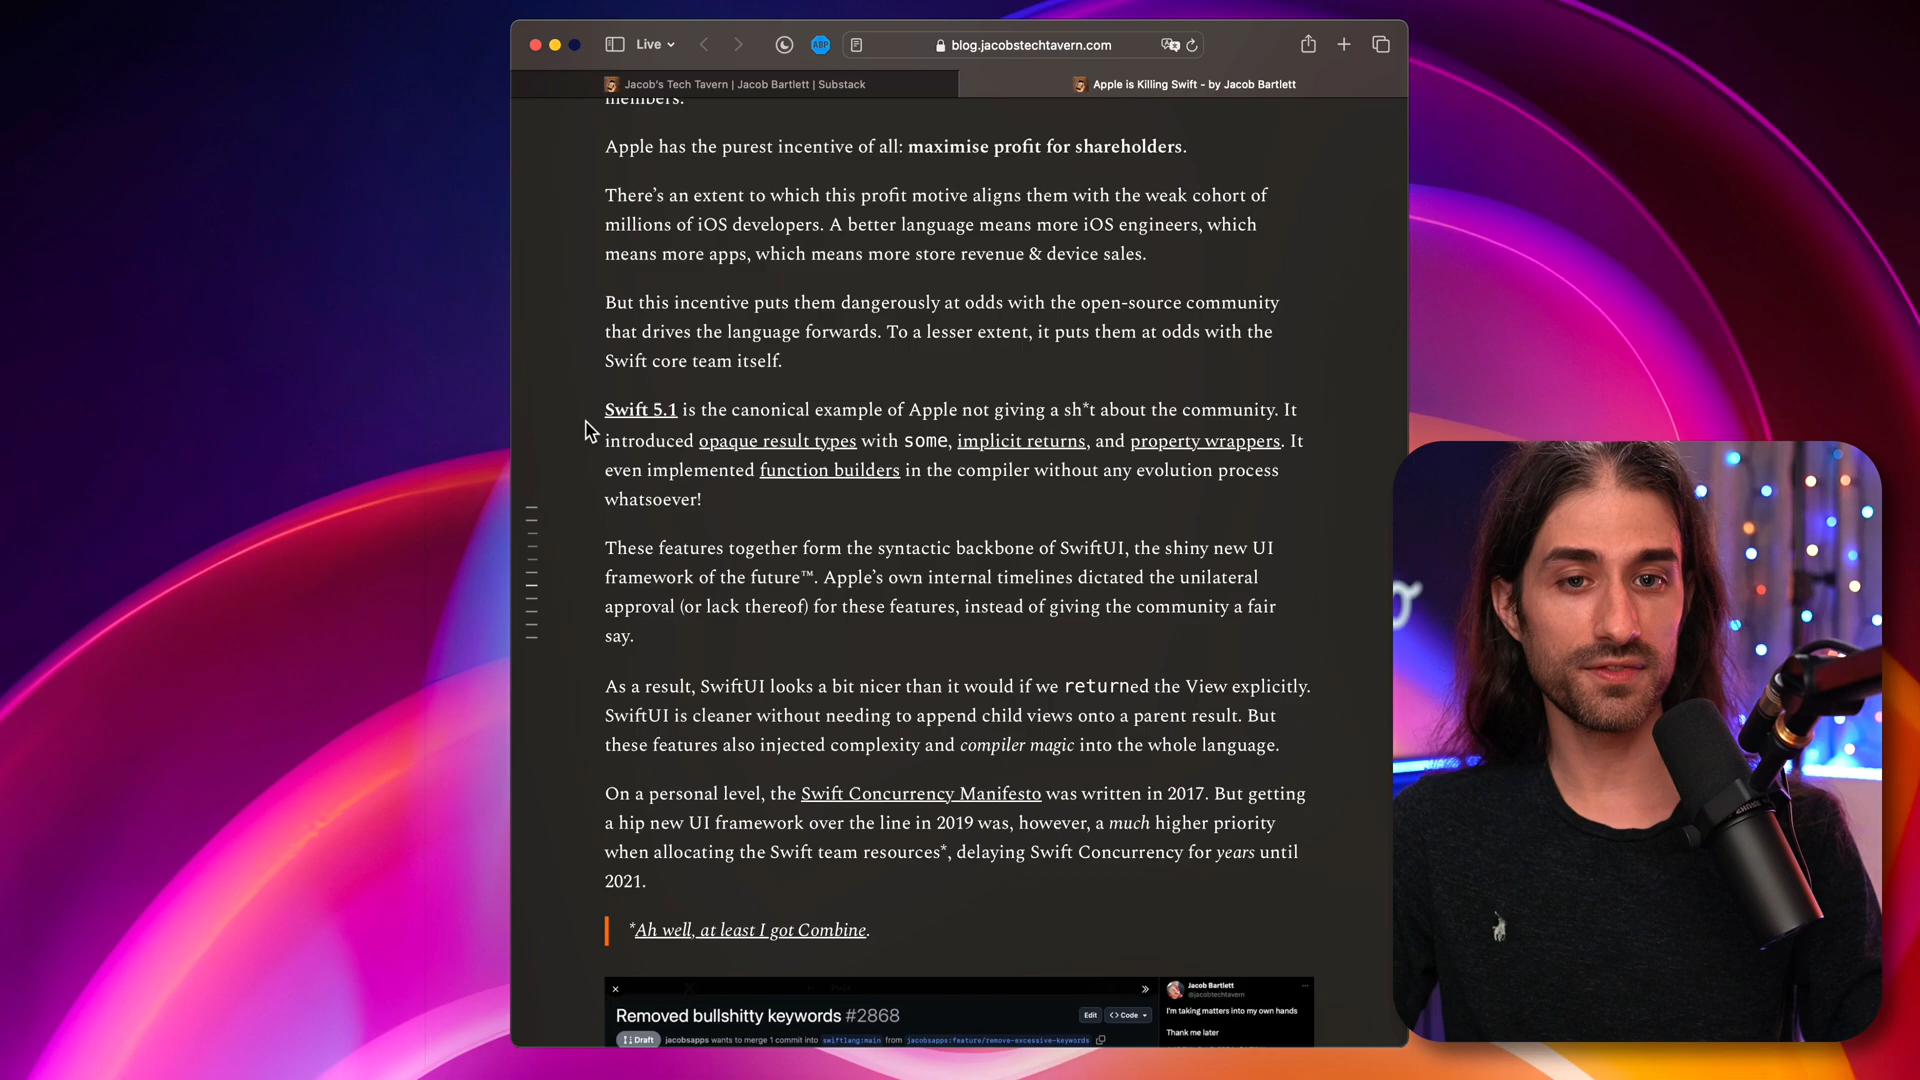 Live
ABP
blog.jacobstechtavern.com
Jacob's Tech Tavern | Jacob Bartlett | Substack
Apple is Killing Swift - by Jacob Bartlett
members.
Apple has the purest incentive of all: maximise profit for shareholders.
There's an extent to which this profit motive aligns them with the weak cohort of
millions of iOS developers. A better language means more iOS engineers, which
means more apps, which means more store revenue & device sales.
But this incentive puts them dangerously at odds with the open-source community
that drives the language forwards. To a lesser extent, it puts them at odds with the
Swift core team itself.
Swift 5.1 is the canonical example of Apple not giving a sh*t about the community. It
introduced opaque result types with some, implicit returns, and property wrappers. It
even implemented function builders in the compiler without any evolution process
whatsoever!
These features together form the syntactic backbone of SwiftUI, the shiny new UI
framework of the future™. Apple's own internal timelines dictated the unilateral
approval (or lack thereof) for these features, instead of giving the community a fair
say.
As a result, SwiftUI looks a bit nicer than it would if we returned the View explicitly.
SwiftUI is cleaner without needing to append child views onto a parent result. But
these features also injected complexity and compiler magic into the whole language.
On a personal level, the Swift Concurrency Manifesto was written in 2017. But getting
a hip new UI framework over the line in 2019 was, however, a much higher priority
when allocating the Swift team resources*, delaying Swift Concurrency for years until
2021.
*Ah well, at least I got Combine.
Removed bullshitty keywords #2868
Edit
<> Code
Draft
jacobsapps wants to merge 1 commit into swiftlang:main from jacobsapps:feature/remove-excessive-keywords
Jacob Bartlett
@jacobtechtavern
I'm taking matters into my own hands
Thank me later